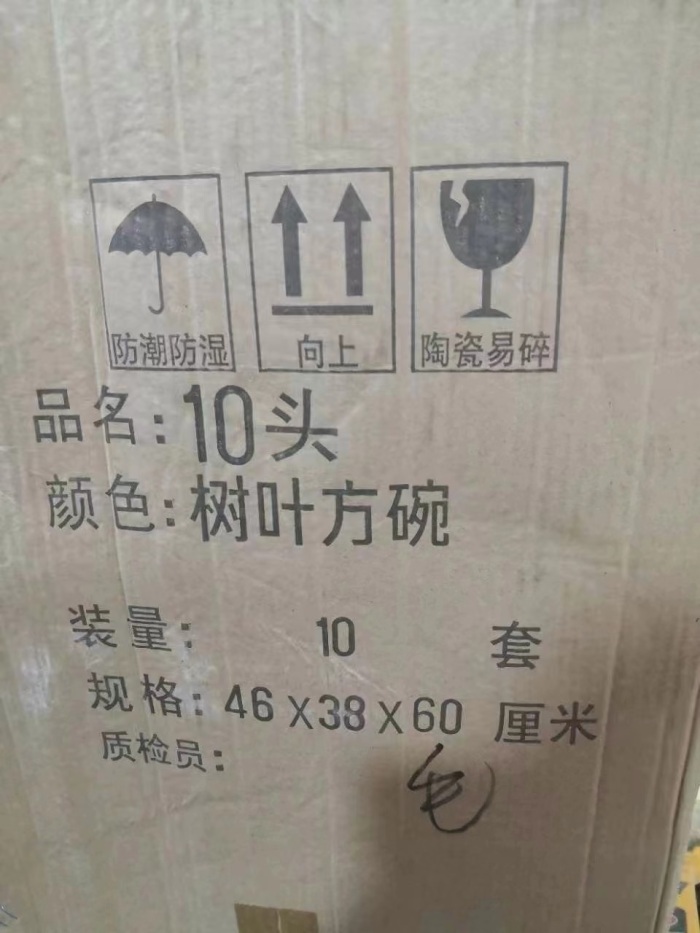 防潮防湿 向上 陶瓷易碎
品名:10头
颜色:树叶方碗
装量: 10 套
规格:46X38X60 厘米
质检员: